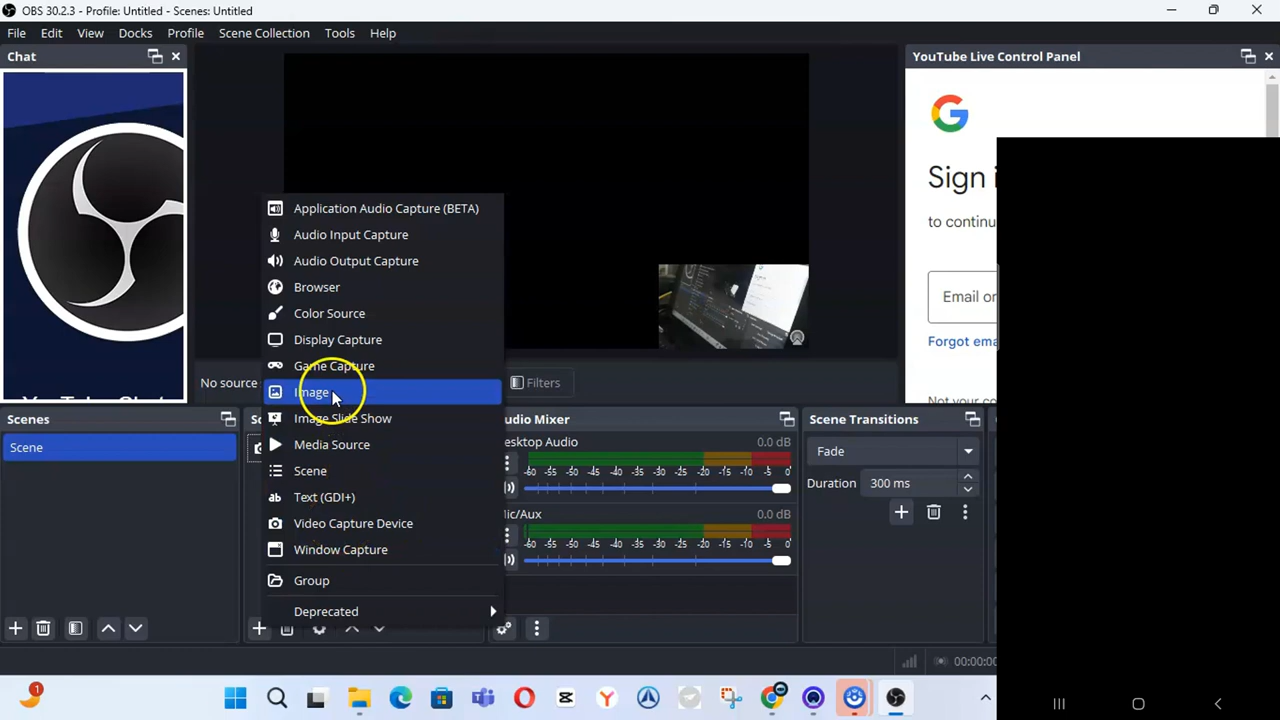 OBS 30.2.3 - Profile: Untitled - Scenes: Untitled
File Edit View Docks Profile Scene Collection Tools Help
Chat
YouTube Live Control Panel
Sign i
to continu
Email or
Forgot ema
Application Audio Capture (BETA)
Audio Input Capture
Audio Output Capture
Browser
Color Source
Display Capture
Game Capture
Image
Image Slide Show
Media Source
Scene
Text (GDI+)
Video Capture Device
Window Capture
Group
Deprecated
No source
Filters
Scenes
Scene
Audio Mixer
Desktop Audio 0.0 dB
-60 -55 -50 -45 -40 -35 -30 -25 -20 -15 -10 -5 0
Mic/Aux 0.0 dB
-60 -55 -50 -45 -40 -35 -30 -25 -20 -15 -10 -5 0
Scene Transitions
Fade
Duration 300 ms
00:00:00
1